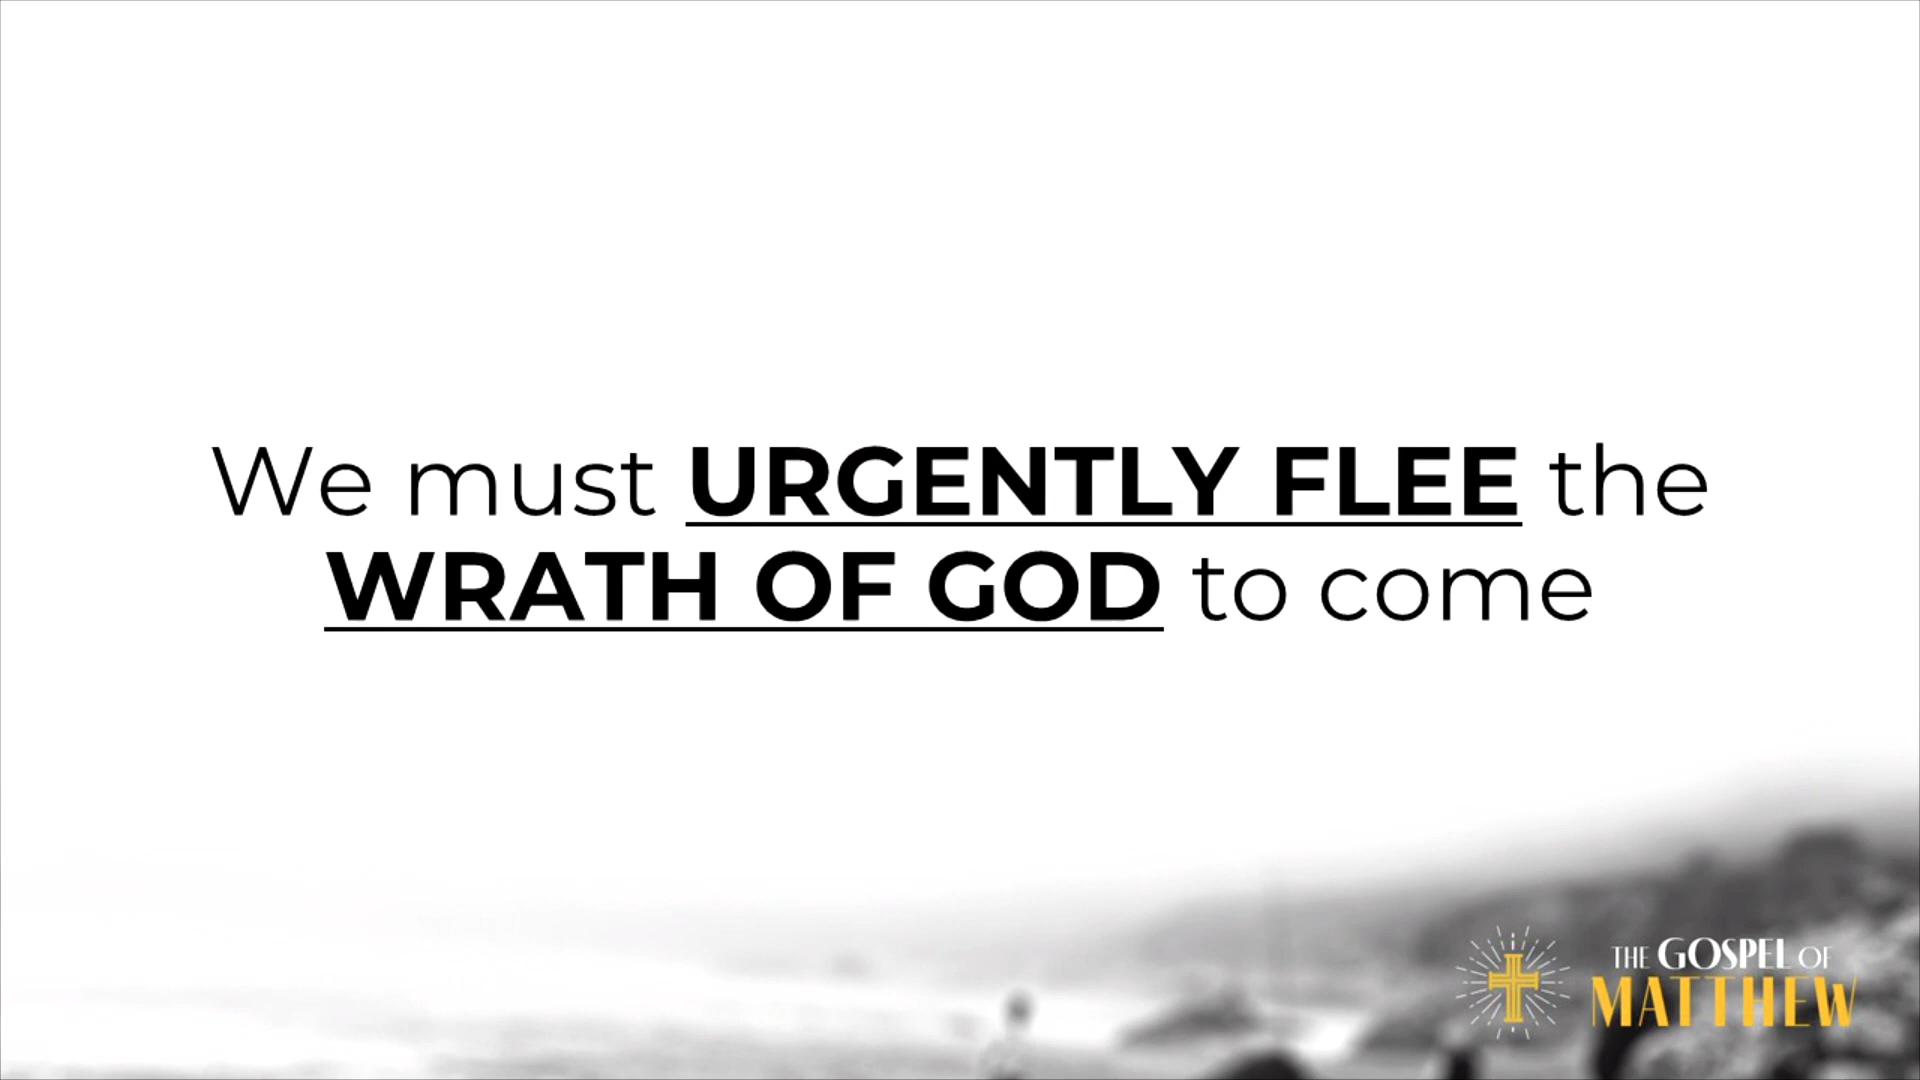 We must URGENTLY FLEE the
WRATH OF GOD to come
THE GOSPEL OF
MATTHEW